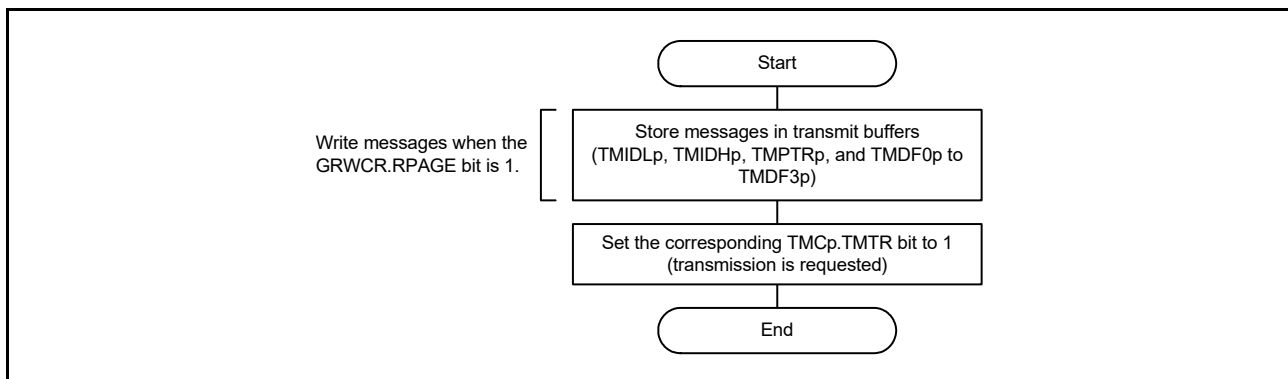 Start
Write messages when the
GRWCR.RPAGE bit is 1.
Store messages in transmit buffers
(TMIDLp, TMIDHp, TMPTRp, and TMDF0p to
TMDF3p)
Set the corresponding TMCp.TMTR bit to 1
(transmission is requested)
End